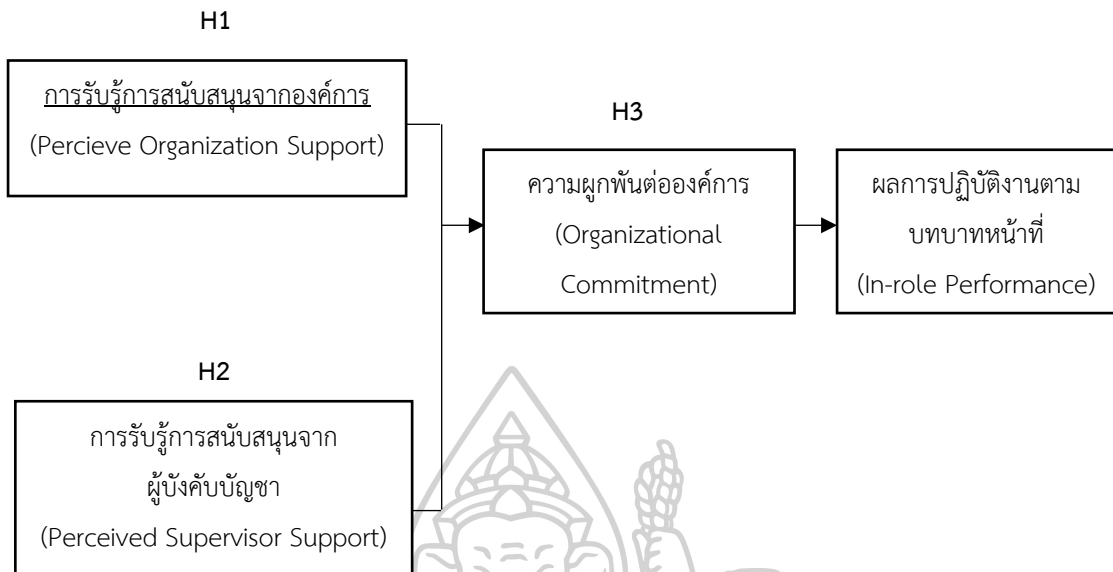 H1
การรับรู้การสนับสนุนจากองค์การ
(Percieve Organization Support)
H3
ความผูกพันต่อองค์การ
(Organizational
Commitment)
ผลการปฏิบัติงานตาม
บทบาทหน้าที่
(In-role Performance)
H2
การรับรู้การสนับสนุนจาก
ผู้บังคับบัญชา
(Perceived Supervisor Support)